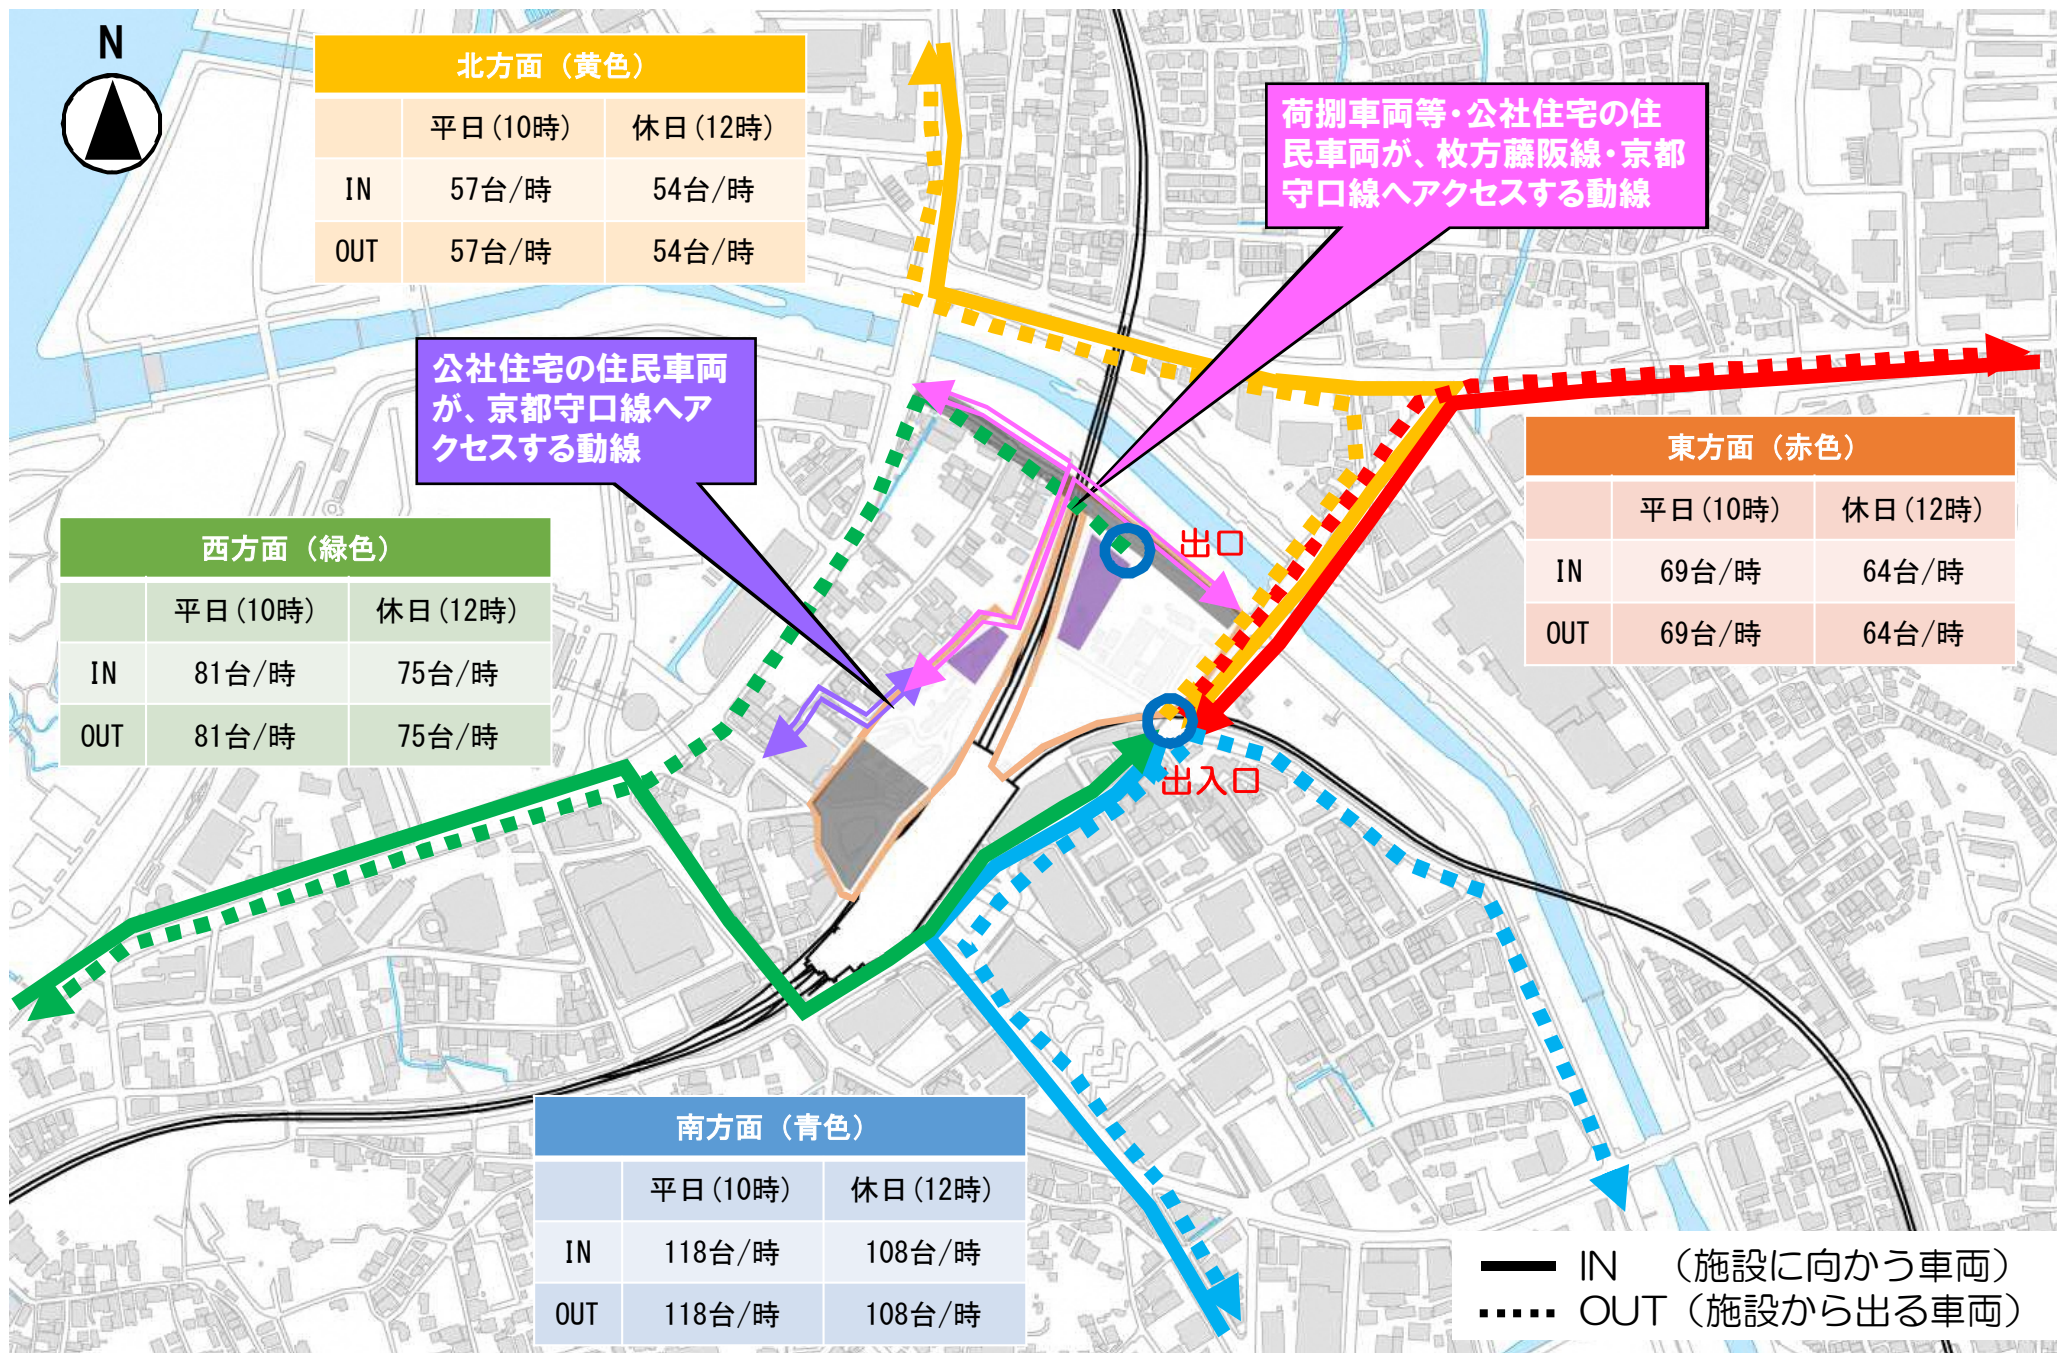 N
北方面（黄色）
平日(10時) 休日(12時)
IN 57台/時 54台/時
OUT 57台/時 54台/時
荷捌車両等・公社住宅の住
民車両が、枚方藤阪線・京都
守口線へアクセスする動線
公社住宅の住民車両
が、京都守口線へア
クセスする動線
東方面（赤色）
平日(10時) 休日(12時)
IN 69台/時 64台/時
OUT 69台/時 64台/時
西方面（緑色）
平日(10時) 休日(12時)
IN 81台/時 75台/時
OUT 81台/時 75台/時
出口
出入口
南方面（青色）
平日(10時) 休日(12時)
IN 118台/時 108台/時
OUT 118台/時 108台/時
IN （施設に向かう車両）
OUT（施設から出る車両）